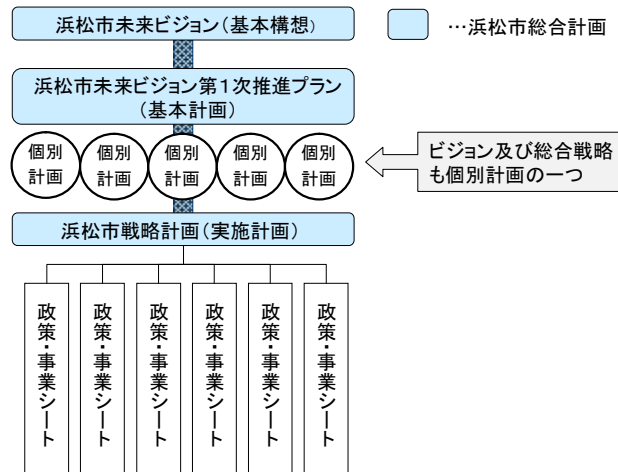 浜松市未来ビジョン（基本構想）
…浜松市総合計画
浜松市未来ビジョン第１次推進プラン
（基本計画）
個別
計画
個別
計画
個別
計画
個別
計画
個別
計画
ビジョン及び総合戦略
も個別計画の一つ
浜松市戦略計画（実施計画）
政策・事業シート
政策・事業シート
政策・事業シート
政策・事業シート
政策・事業シート
政策・事業シート